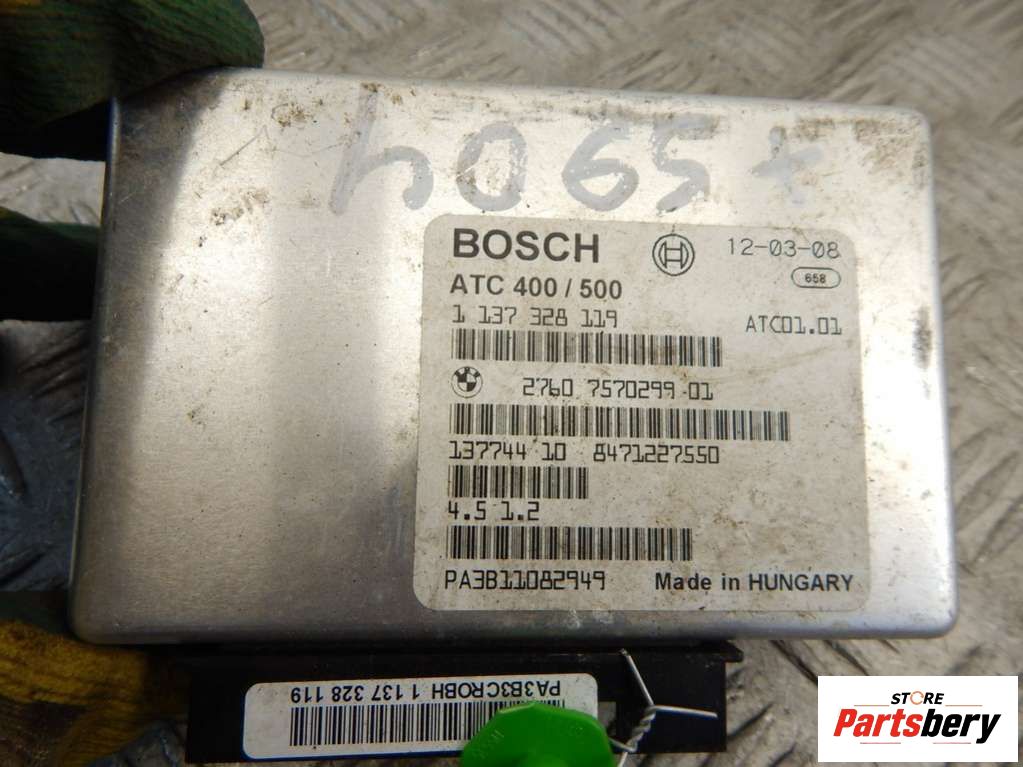 h065+
BOSCH
12-03-08
658
ATC 400 / 500
1 137 328 119
ATC01.01
2760 7570299 01
137744 10 8471227550
4.5 1.2
PA3B11082949
Made in HUNGARY
PA3B3CROBH 1 137 328 119
STORE
Partsbery